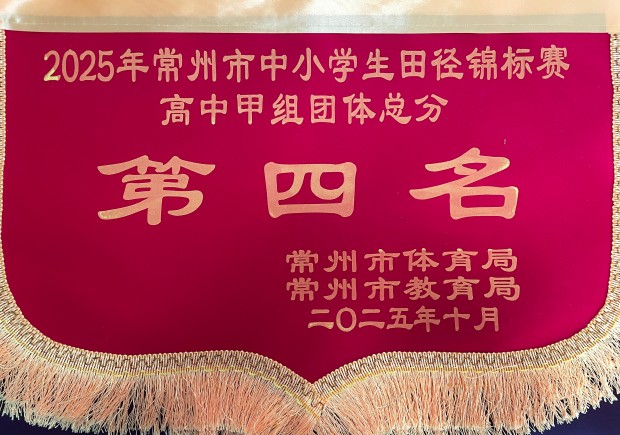 2025年常州市中小学生田径锦标赛
高中甲组团体总分
第四名
常州市体育局
常州市教育局
二〇二五年十月